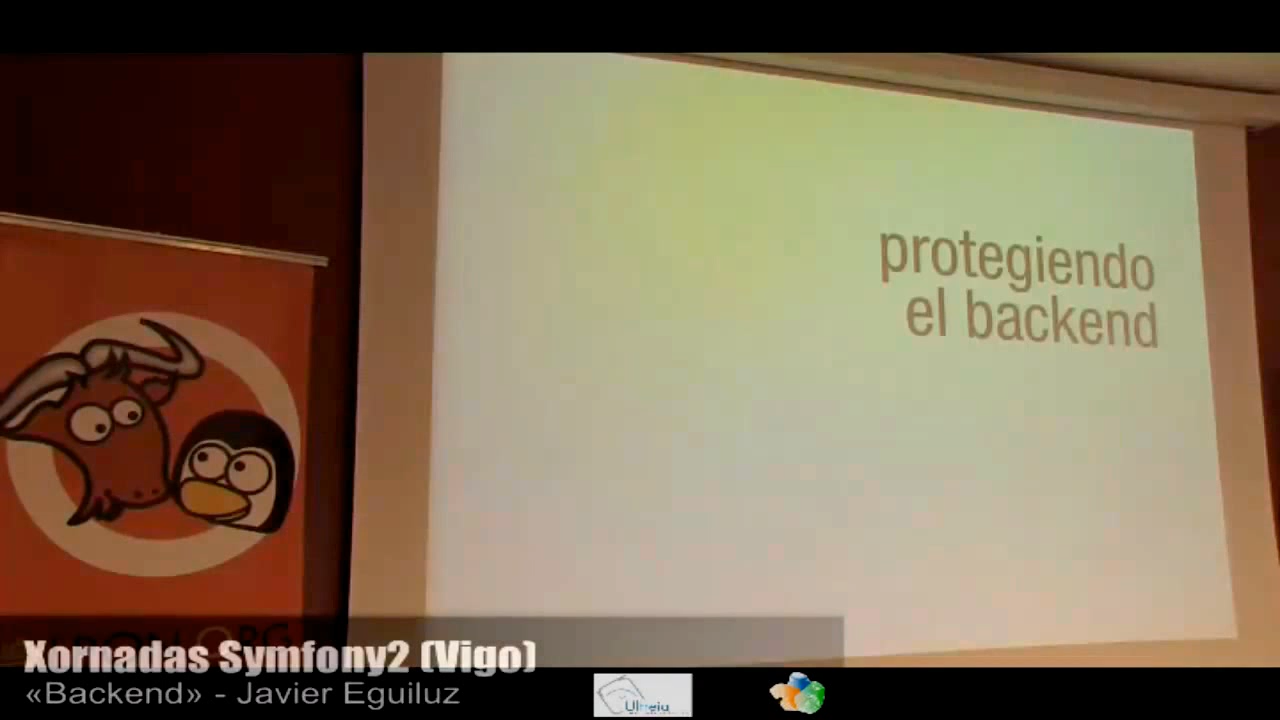 protegiendo
el backend
Xornadas Symfony2 (Vigo)
«Backend» - Javier Eguiluz